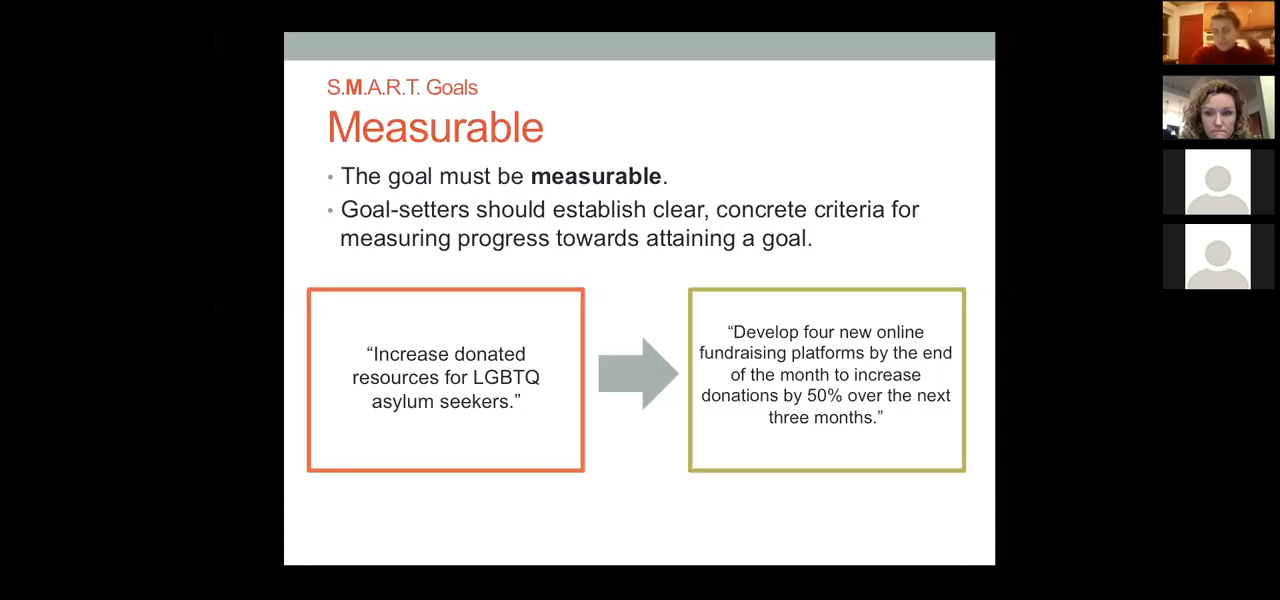 S.M.A.R.T. Goals
Measurable
• The goal must be measurable.
• Goal-setters should establish clear, concrete criteria for
measuring progress towards attaining a goal.
“Increase donated
resources for LGBTQ
asylum seekers.”
“Develop four new online
fundraising platforms by the end
of the month to increase
donations by 50% over the next
three months.”